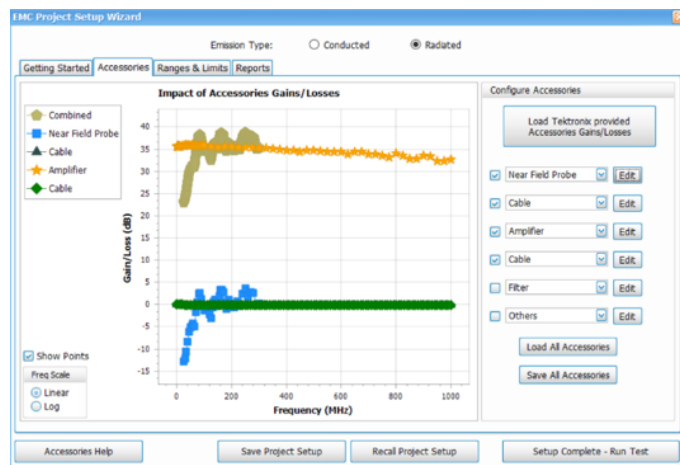 EMC Project Setup Wizard
Emission Type: Conducted Radiated
Getting Started Accessories Ranges & Limits Reports
Impact of Accessories Gains/Losses
Combined
Near Field Probe
Cable
Amplifier
Cable
Gain/Loss (dB)
40
35
30
25
20
15
10
5
0
-5
-10
-15
0 200 400 600 800 1000
Frequency (MHz)
Show Points
Freq Scale
Linear
Log
Configure Accessories
Load Tektronix provided
Accessories Gains/Losses
Near Field Probe Edit
Cable Edit
Amplifier Edit
Cable Edit
Filter Edit
Others Edit
Load All Accessories
Save All Accessories
Accessories Help Save Project Setup Recall Project Setup Setup Complete - Run Test